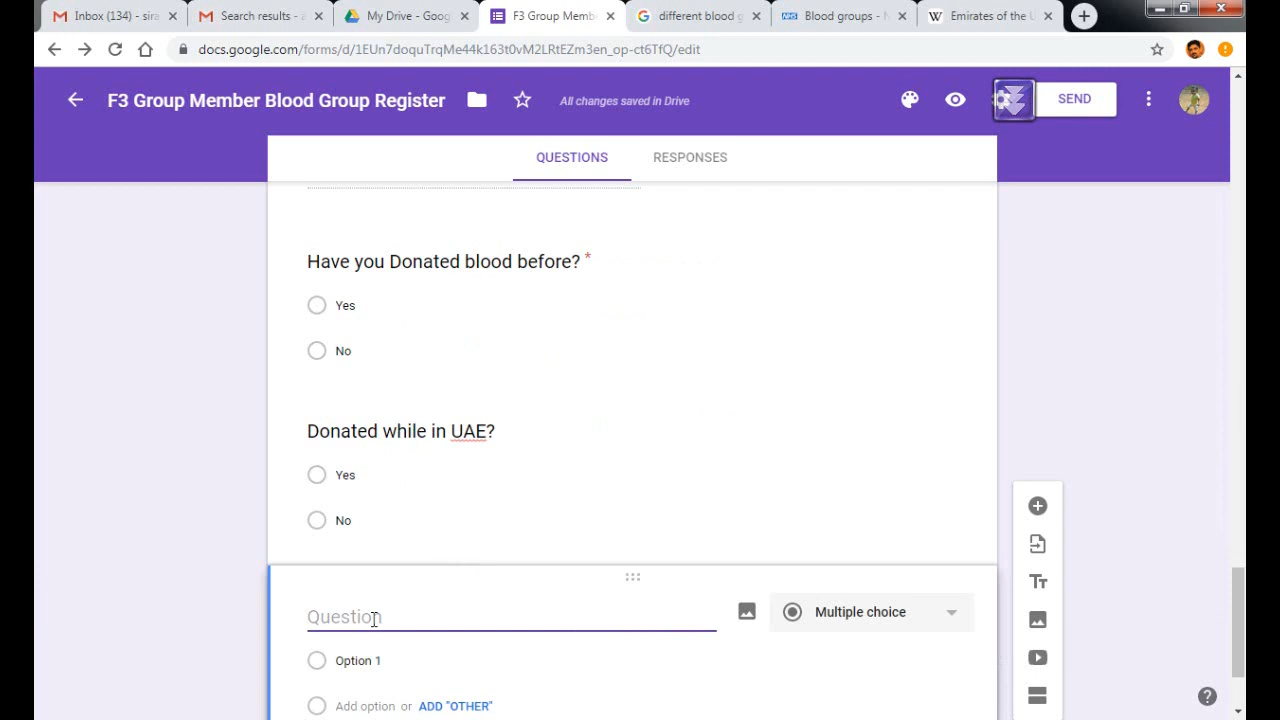 Inbox (134) - sira
Search results - a
My Drive - Goog
F3 Group Memb
different blood g
Blood groups - N
Emirates of the U
docs.google.com/forms/d/1EUn7doquTrqMe44k163t0vM2LRtEZm3en_op-ct6TfQ/edit
F3 Group Member Blood Group Register
All changes saved in Drive
SEND
QUESTIONS
RESPONSES
Have you Donated blood before? *
Yes
No
Donated while in UAE?
Yes
No
Question
Multiple choice
Option 1
Add option or ADD "OTHER"